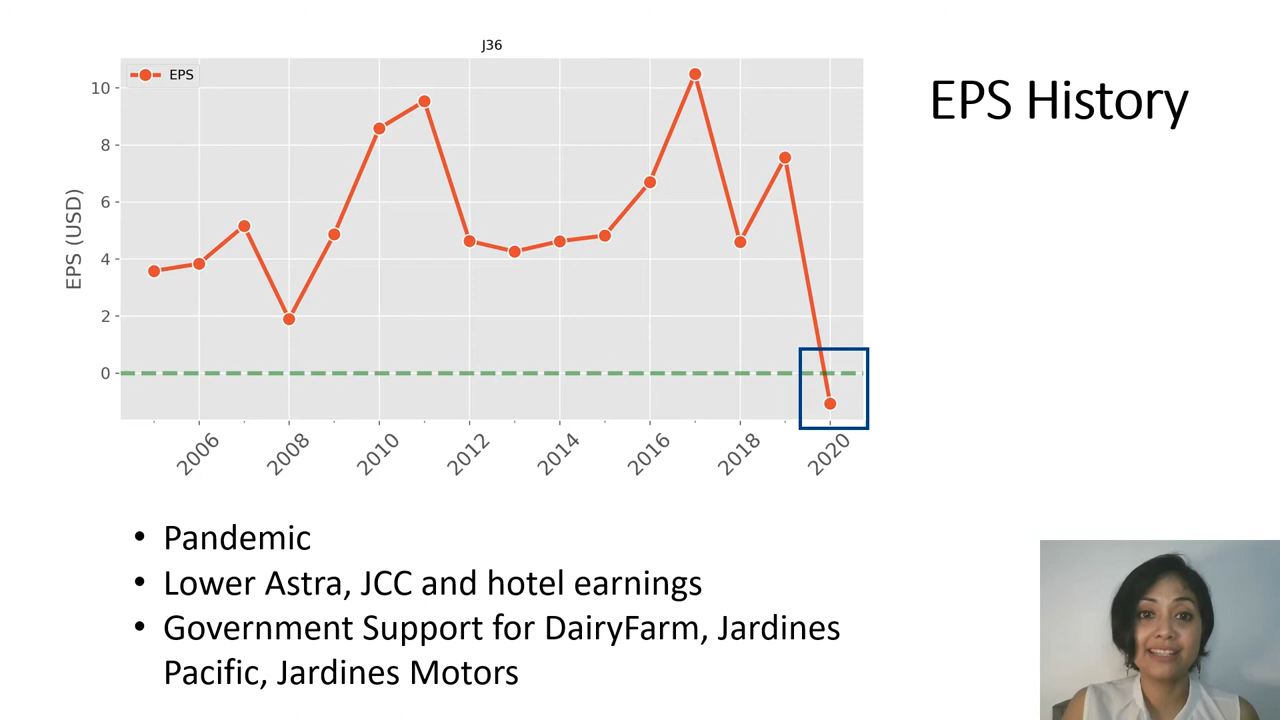 J36
EPS
EPS History
10
8
6
4
2
0
EPS (USD)
2006
2008
2010
2012
2014
2016
2018
2020
• Pandemic
• Lower Astra, JCC and hotel earnings
• Government Support for DairyFarm, Jardines
Pacific, Jardines Motors